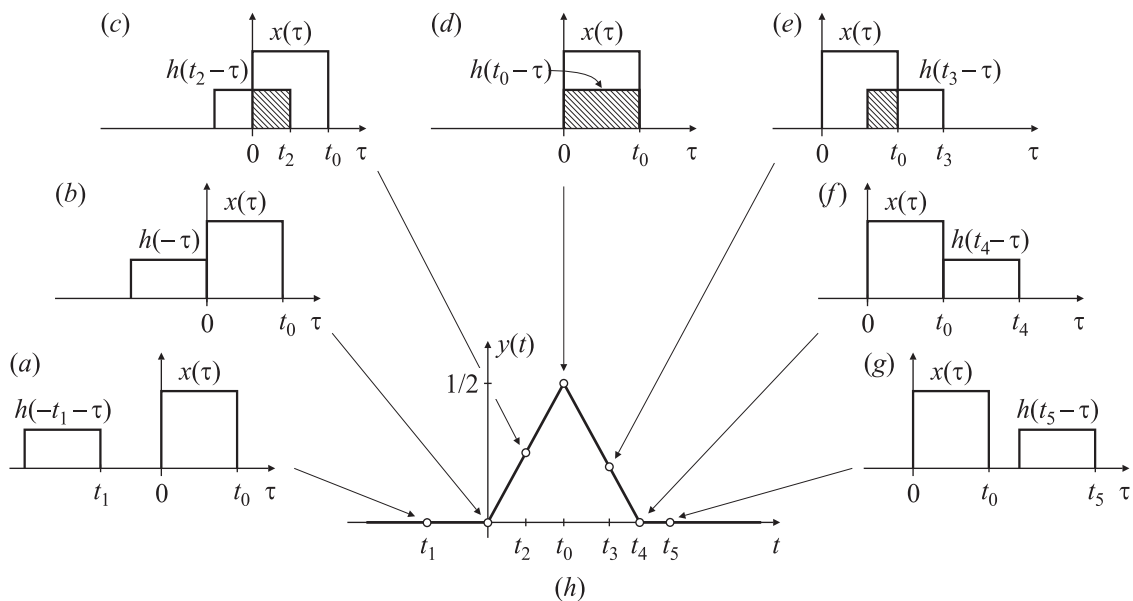 (c)
x(τ)
h(t₂−τ)
0 t₂ t₀ τ
(d)
x(τ)
h(t₀−τ)
0 t₀ τ
(e)
x(τ)
h(t₃−τ)
0 t₀ t₃ τ
(b)
x(τ)
h(−τ)
0 t₀ τ
(f)
x(τ)
h(t₄−τ)
0 t₀ t₄ τ
(a)
x(τ)
h(−t₁−τ)
t₁ 0 t₀ τ
y(t)
1/2
t₁ t₂ t₀ t₃ t₄ t₅ t
(h)
(g)
x(τ)
h(t₅−τ)
0 t₀ t₅ τ